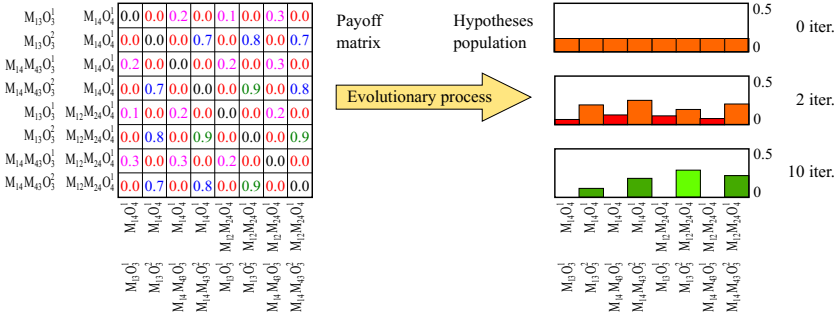 M₁₃O₃¹ M₁₄O₄¹ 0.0 0.0 0.2 0.0 0.1 0.0 0.3 0.0
M₁₃O₃² M₁₄O₄¹ 0.0 0.0 0.0 0.7 0.0 0.8 0.0 0.7
M₁₄M₄₃O₃¹ M₁₄O₄¹ 0.2 0.0 0.0 0.0 0.2 0.0 0.3 0.0
M₁₄M₄₃O₃² M₁₄O₄¹ 0.0 0.7 0.0 0.0 0.0 0.9 0.0 0.8
M₁₃O₃¹ M₁₂M₂₄O₄¹ 0.1 0.0 0.2 0.0 0.0 0.0 0.2 0.0
M₁₃O₃² M₁₂M₂₄O₄¹ 0.0 0.8 0.0 0.9 0.0 0.0 0.0 0.9
M₁₄M₄₃O₃¹ M₁₂M₂₄O₄¹ 0.3 0.0 0.3 0.0 0.2 0.0 0.0 0.0
M₁₄M₄₃O₃² M₁₂M₂₄O₄¹ 0.0 0.7 0.0 0.8 0.0 0.9 0.0 0.0
M₁₃O₃¹ M₁₄O₄¹
M₁₃O₃² M₁₄O₄¹
M₁₄M₄₃O₃¹ M₁₄O₄¹
M₁₄M₄₃O₃² M₁₄O₄¹
M₁₃O₃¹ M₁₂M₂₄O₄¹
M₁₃O₃² M₁₂M₂₄O₄¹
M₁₄M₄₃O₃¹ M₁₂M₂₄O₄¹
M₁₄M₄₃O₃² M₁₂M₂₄O₄¹
Payoff
matrix
Hypotheses
population
Evolutionary process
0.5
0
0 iter.
0.5
0
2 iter.
0.5
0
10 iter.
M₁₃O₃¹ M₁₄O₄¹
M₁₃O₃² M₁₄O₄¹
M₁₄M₄₃O₃¹ M₁₄O₄¹
M₁₄M₄₃O₃² M₁₄O₄¹
M₁₃O₃¹ M₁₂M₂₄O₄¹
M₁₃O₃² M₁₂M₂₄O₄¹
M₁₄M₄₃O₃¹ M₁₂M₂₄O₄¹
M₁₄M₄₃O₃² M₁₂M₂₄O₄¹